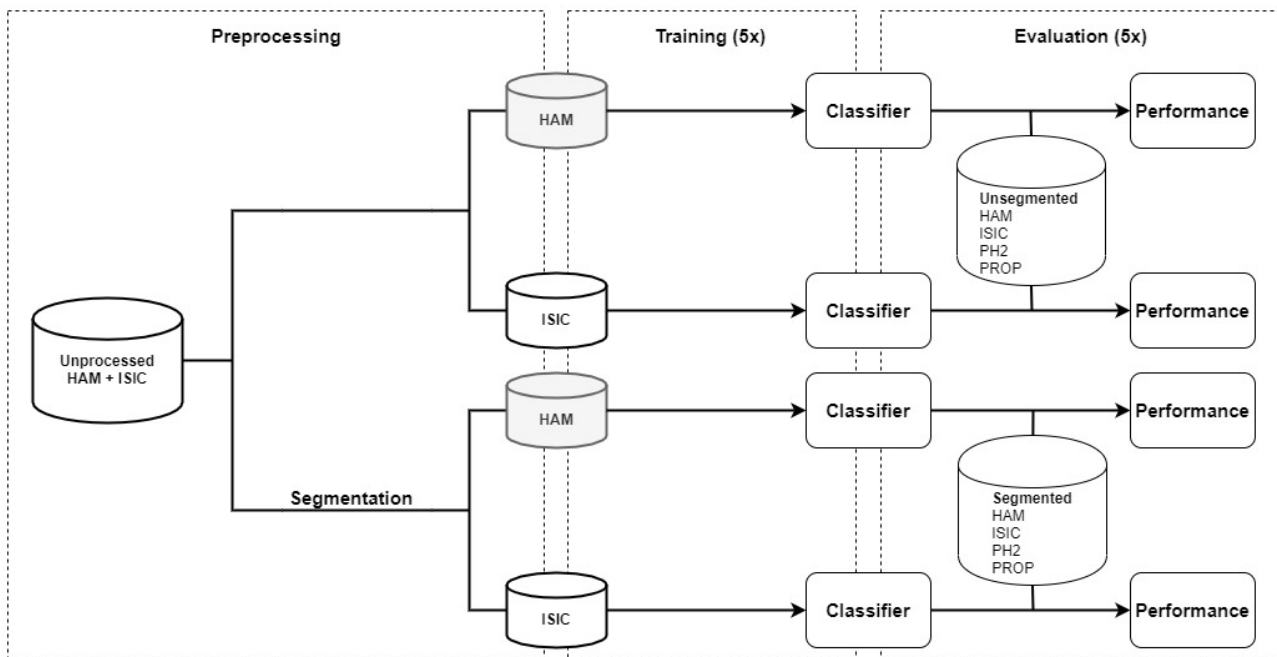 Preprocessing
Training (5x)
Evaluation (5x)
HAM
Classifier
Performance
Unsegmented
HAM
ISIC
PH2
PROP
ISIC
Classifier
Performance
Unprocessed
HAM + ISIC
HAM
Classifier
Performance
Segmentation
Segmented
HAM
ISIC
PH2
PROP
ISIC
Classifier
Performance